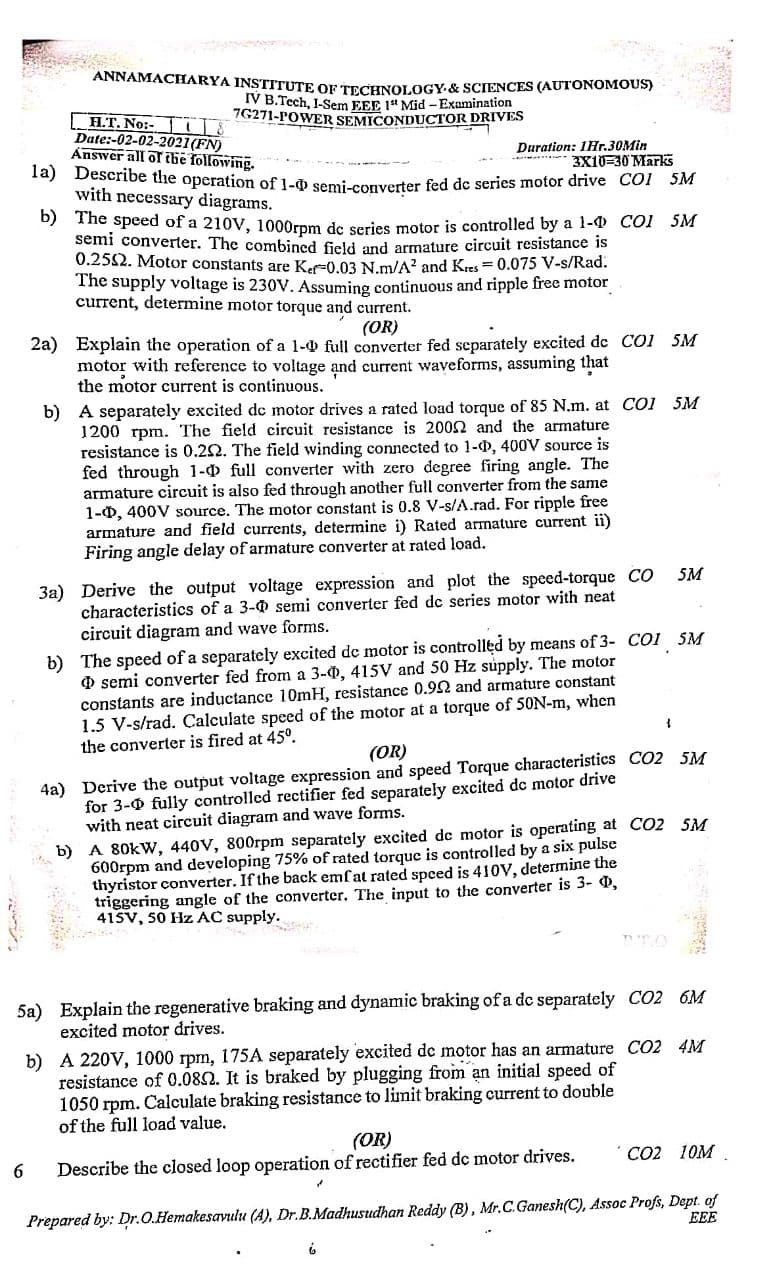 ANNAMACHARYA INSTITUTE OF TECHNOLOGY & SCIENCES (AUTONOMOUS)
IV B.Tech, I-Sem EEE 1st Mid – Examination
7G271-POWER SEMICONDUCTOR DRIVES
H.T. No:-
Date:-02-02-2021(FN) Duration: 1Hr.30Min
Answer all of the following. 3X10=30 Marks
1a) Describe the operation of 1-Φ semi-converter fed dc series motor drive CO1 5M
with necessary diagrams.
b) The speed of a 210V, 1000rpm dc series motor is controlled by a 1-Φ CO1 5M
semi converter. The combined field and armature circuit resistance is
0.25Ω. Motor constants are Kaf=0.03 N.m/A² and Kres = 0.075 V-s/Rad.
The supply voltage is 230V. Assuming continuous and ripple free motor
current, determine motor torque and current.
(OR)
2a) Explain the operation of a 1-Φ full converter fed separately excited dc CO1 5M
motor with reference to voltage and current waveforms, assuming that
the motor current is continuous.
b) A separately excited dc motor drives a rated load torque of 85 N.m. at CO1 5M
1200 rpm. The field circuit resistance is 200Ω and the armature
resistance is 0.2Ω. The field winding connected to 1-Φ, 400V source is
fed through 1-Φ full converter with zero degree firing angle. The
armature circuit is also fed through another full converter from the same
1-Φ, 400V source. The motor constant is 0.8 V-s/A.rad. For ripple free
armature and field currents, determine i) Rated armature current ii)
Firing angle delay of armature converter at rated load.
3a) Derive the output voltage expression and plot the speed-torque CO 5M
characteristics of a 3-Φ semi converter fed dc series motor with neat
circuit diagram and wave forms.
b) The speed of a separately excited dc motor is controlled by means of 3- CO1 5M
Φ semi converter fed from a 3-Φ, 415V and 50 Hz supply. The motor
constants are inductance 10mH, resistance 0.9Ω and armature constant
1.5 V-s/rad. Calculate speed of the motor at a torque of 50N-m, when
the converter is fired at 45⁰.
(OR)
4a) Derive the output voltage expression and speed Torque characteristics CO2 5M
for 3-Φ fully controlled rectifier fed separately excited dc motor drive
with neat circuit diagram and wave forms.
b) A 80kW, 440V, 800rpm separately excited dc motor is operating at CO2 5M
600rpm and developing 75% of rated torque is controlled by a six pulse
thyristor converter. If the back emf at rated speed is 410V, determine the
triggering angle of the converter. The input to the converter is 3- Φ,
415V, 50 Hz AC supply.
P.T.O
5a) Explain the regenerative braking and dynamic braking of a dc separately CO2 6M
excited motor drives.
b) A 220V, 1000 rpm, 175A separately excited dc motor has an armature CO2 4M
resistance of 0.08Ω. It is braked by plugging from an initial speed of
1050 rpm. Calculate braking resistance to limit braking current to double
of the full load value.
(OR)
6 Describe the closed loop operation of rectifier fed dc motor drives. CO2 10M
Prepared by: Dr.O.Hemakesavulu (A), Dr.B.Madhusudhan Reddy (B) , Mr.C.Ganesh(C), Assoc Profs, Dept. of
EEE